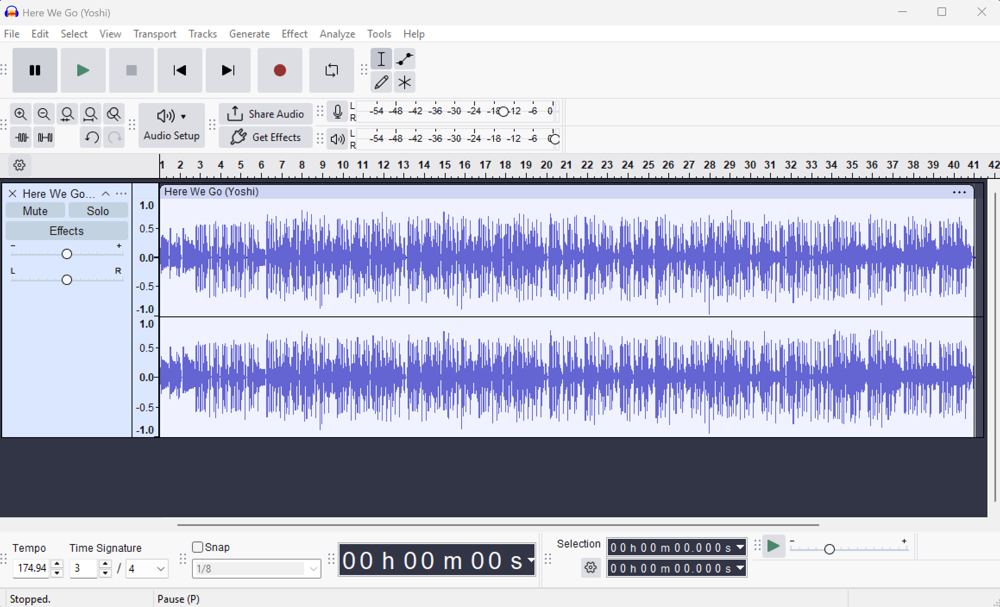 Here We Go (Yoshi)
File Edit Select View Transport Tracks Generate Effect Analyze Tools Help
Audio Setup
Share Audio
Get Effects
L R -54 -48 -42 -36 -30 -24 -18 -12 -6 0
L R -54 -48 -42 -36 -30 -24 -18 -12 -6 0
1 2 3 4 5 6 7 8 9 10 11 12 13 14 15 16 17 18 19 20 21 22 23 24 25 26 27 28 29 30 31 32 33 34 35 36 37 38 39 40 41 42
Here We Go...
Mute Solo
Effects
- +
L R
Here We Go (Yoshi)
1.0
0.5
0.0
-0.5
-1.0
1.0
0.5
0.0
-0.5
-1.0
Tempo
174.94
Time Signature
3 / 4
Snap
1/8
00 h 00 m 00 s
Selection
00 h 00 m 00.000 s
00 h 00 m 00.000 s
- +
Stopped. Pause (P)